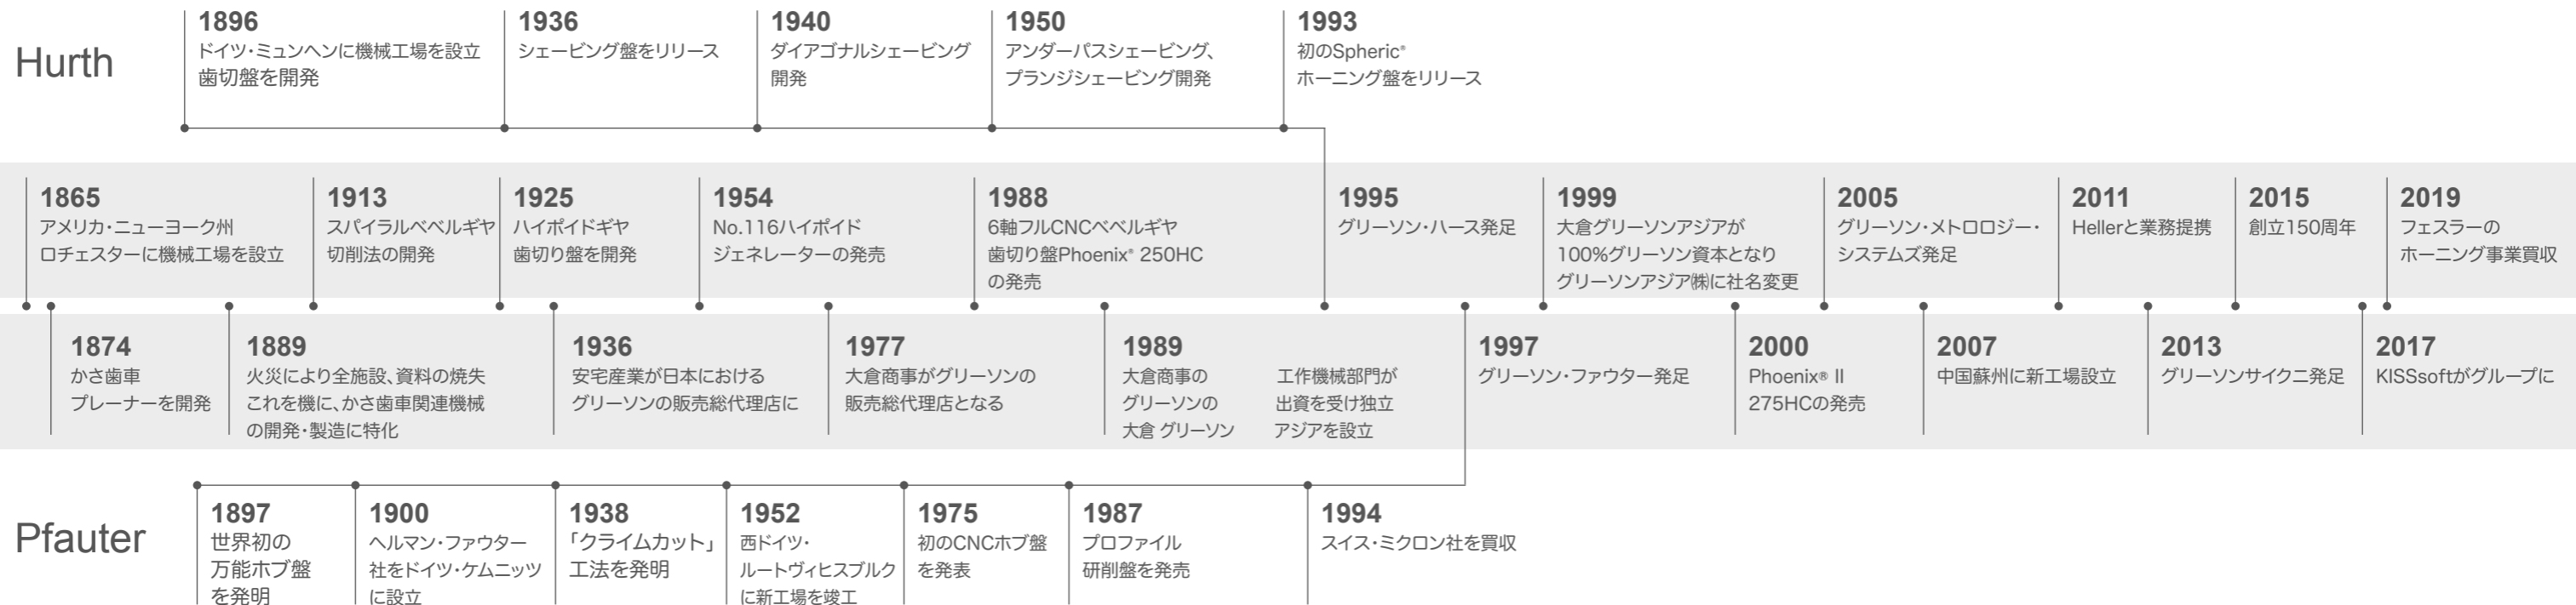 Hurth
1896
ドイツ・ミュンヘンに機械工場を設立
歯切盤を開発
1936
シェービング盤をリリース
1940
ダイアゴナルシェービング
開発
1950
アンダーパスシェービング、
プランジシェービング開発
1993
初のSpheric®
ホーニング盤をリリース
1865
アメリカ・ニューヨーク州
ロチェスターに機械工場を設立
1913
スパイラルベベルギヤ
切削法の開発
1925
ハイポイドギヤ
歯切り盤を開発
1954
No.116ハイポイド
ジェネレーターの発売
1988
6軸フルCNCベベルギヤ
歯切り盤Phoenix® 250HC
の発売
1995
グリーソン・ハース発足
1999
大倉グリーソンアジアが
100%グリーソン資本となり
グリーソンアジア㈱に社名変更
2005
グリーソン・メトロロジー・
システムズ発足
2011
Hellerと業務提携
2015
創立150周年
2019
フェスラーの
ホーニング事業買収
1874
かさ歯車
プレーナーを開発
1889
火災により全施設、資料の焼失
これを機に、かさ歯車関連機械
の開発・製造に特化
1936
安宅産業が日本における
グリーソンの販売総代理店に
1977
大倉商事がグリーソンの
販売総代理店となる
1989
大倉商事の 工作機械部門が
グリーソンの 出資を受け独立
大倉 グリーソン アジアを設立
1997
グリーソン・ファウター発足
2000
Phoenix® II
275HCの発売
2007
中国蘇州に新工場設立
2013
グリーソンサイクニ発足
2017
KISSsoftがグループに
Pfauter
1897
世界初の
万能ホブ盤
を発明
1900
ヘルマン・ファウター
社をドイツ・ケムニッツ
に設立
1938
「クライムカット」
工法を発明
1952
西ドイツ・
ルートヴィヒスブルク
に新工場を竣工
1975
初のCNCホブ盤
を発表
1987
プロファイル
研削盤を発売
1994
スイス・ミクロン社を買収